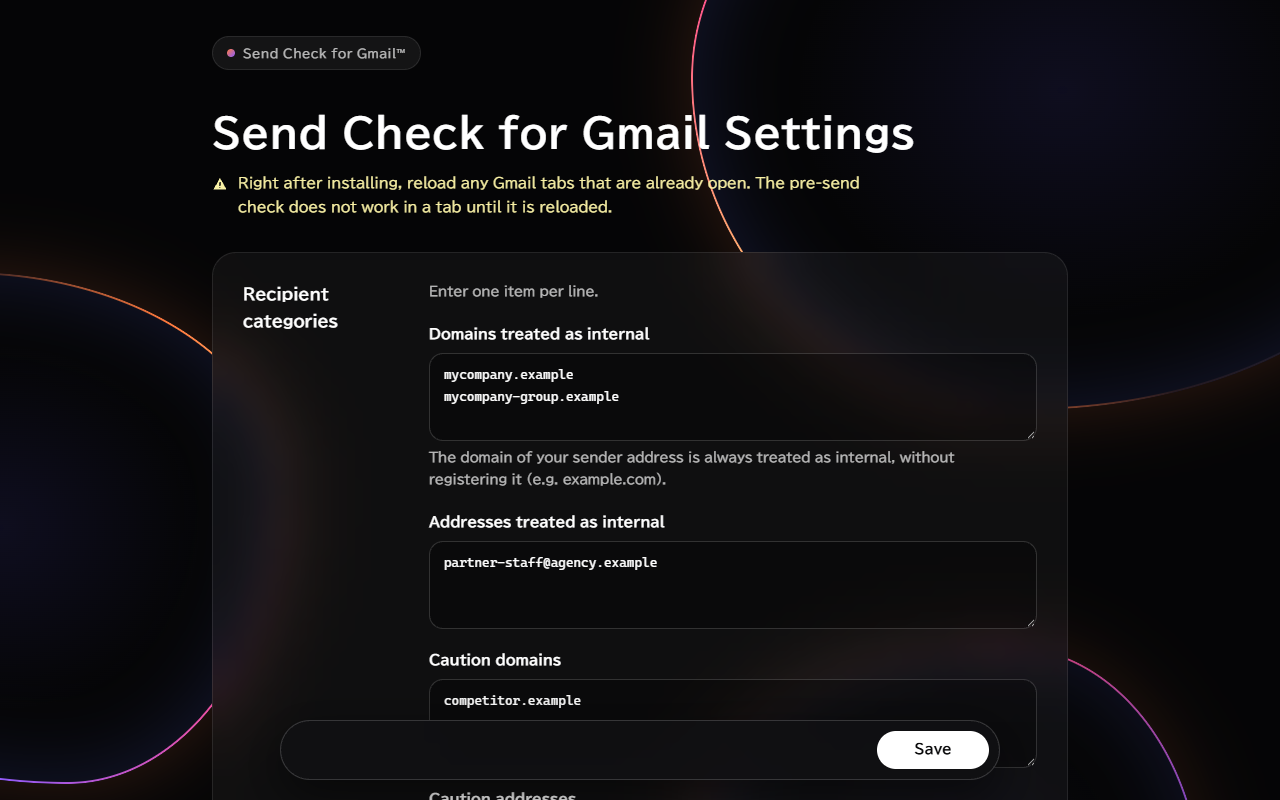 Send Check for Gmail™
Send Check for Gmail Settings
⚠ Right after installing, reload any Gmail tabs that are already open. The pre-send
check does not work in a tab until it is reloaded.
Recipient
categories
Enter one item per line.
Domains treated as internal
mycompany.example
mycompany-group.example
The domain of your sender address is always treated as internal, without
registering it (e.g. example.com).
Addresses treated as internal
partner-staff@agency.example
Caution domains
competitor.example
Save
Caution addresses